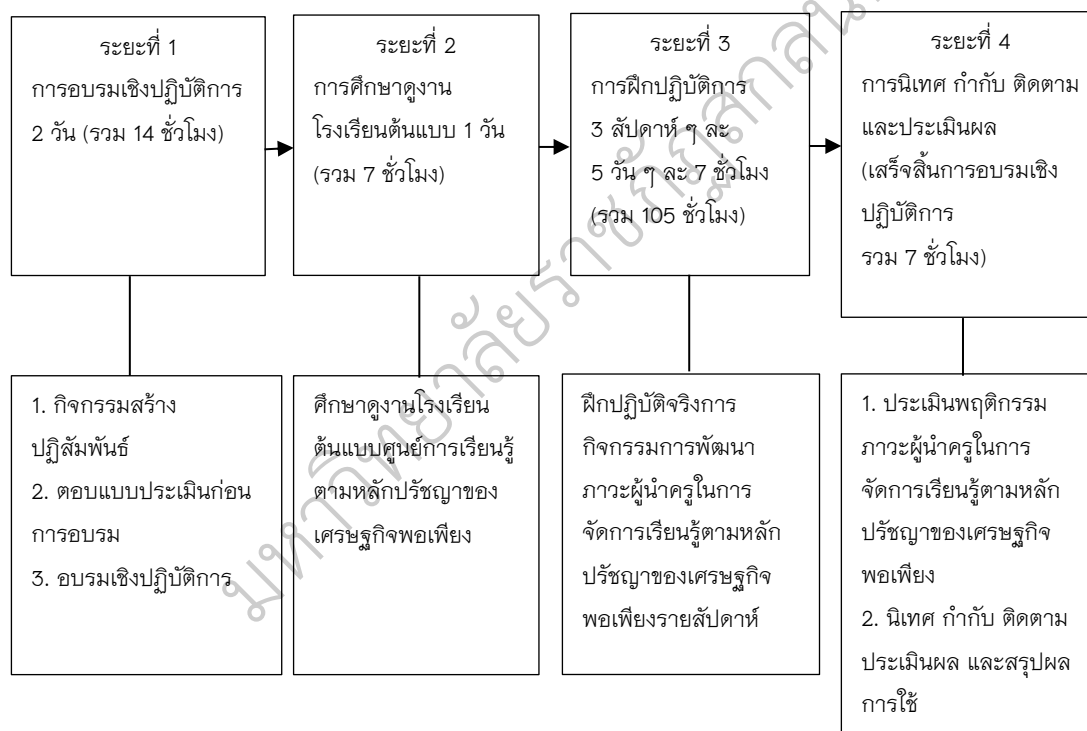 ระยะที่ 1
การอบรมเชิงปฏิบัติการ
2 วัน (รวม 14 ชั่วโมง)
ระยะที่ 2
การศึกษาดูงาน
โรงเรียนต้นแบบ 1 วัน
(รวม 7 ชั่วโมง)
ระยะที่ 3
การฝึกปฏิบัติการ
3 สัปดาห์ ๆ ละ
5 วัน ๆ ละ 7 ชั่วโมง
(รวม 105 ชั่วโมง)
ระยะที่ 4
การนิเทศ กำกับ ติดตาม
และประเมินผล
(เสร็จสิ้นการอบรมเชิง
ปฏิบัติการ
รวม 7 ชั่วโมง)
1. กิจกรรมสร้าง
ปฏิสัมพันธ์
2. ตอบแบบประเมินก่อน
การอบรม
3. อบรมเชิงปฏิบัติการ
ศึกษาดูงานโรงเรียน
ต้นแบบศูนย์การเรียนรู้
ตามหลักปรัชญาของ
เศรษฐกิจพอเพียง
ฝึกปฏิบัติจริงการ
กิจกรรมการพัฒนา
ภาวะผู้นำครูในการ
จัดการเรียนรู้ตามหลัก
ปรัชญาของเศรษฐกิจ
พอเพียงรายสัปดาห์
1. ประเมินพฤติกรรม
ภาวะผู้นำครูในการ
จัดการเรียนรู้ตามหลัก
ปรัชญาของเศรษฐกิจ
พอเพียง
2. นิเทศ กำกับ ติดตาม
ประเมินผล และสรุปผล
การใช้
มหาวิทยาลัยราชภัฏสกลน